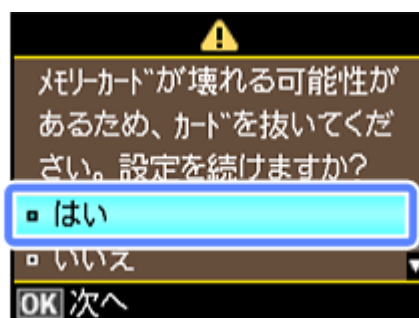 メモリーカードが壊れる可能性が
あるため、カードを抜いてくだ
さい。設定を続けますか?
はい
いいえ
OK 次へ